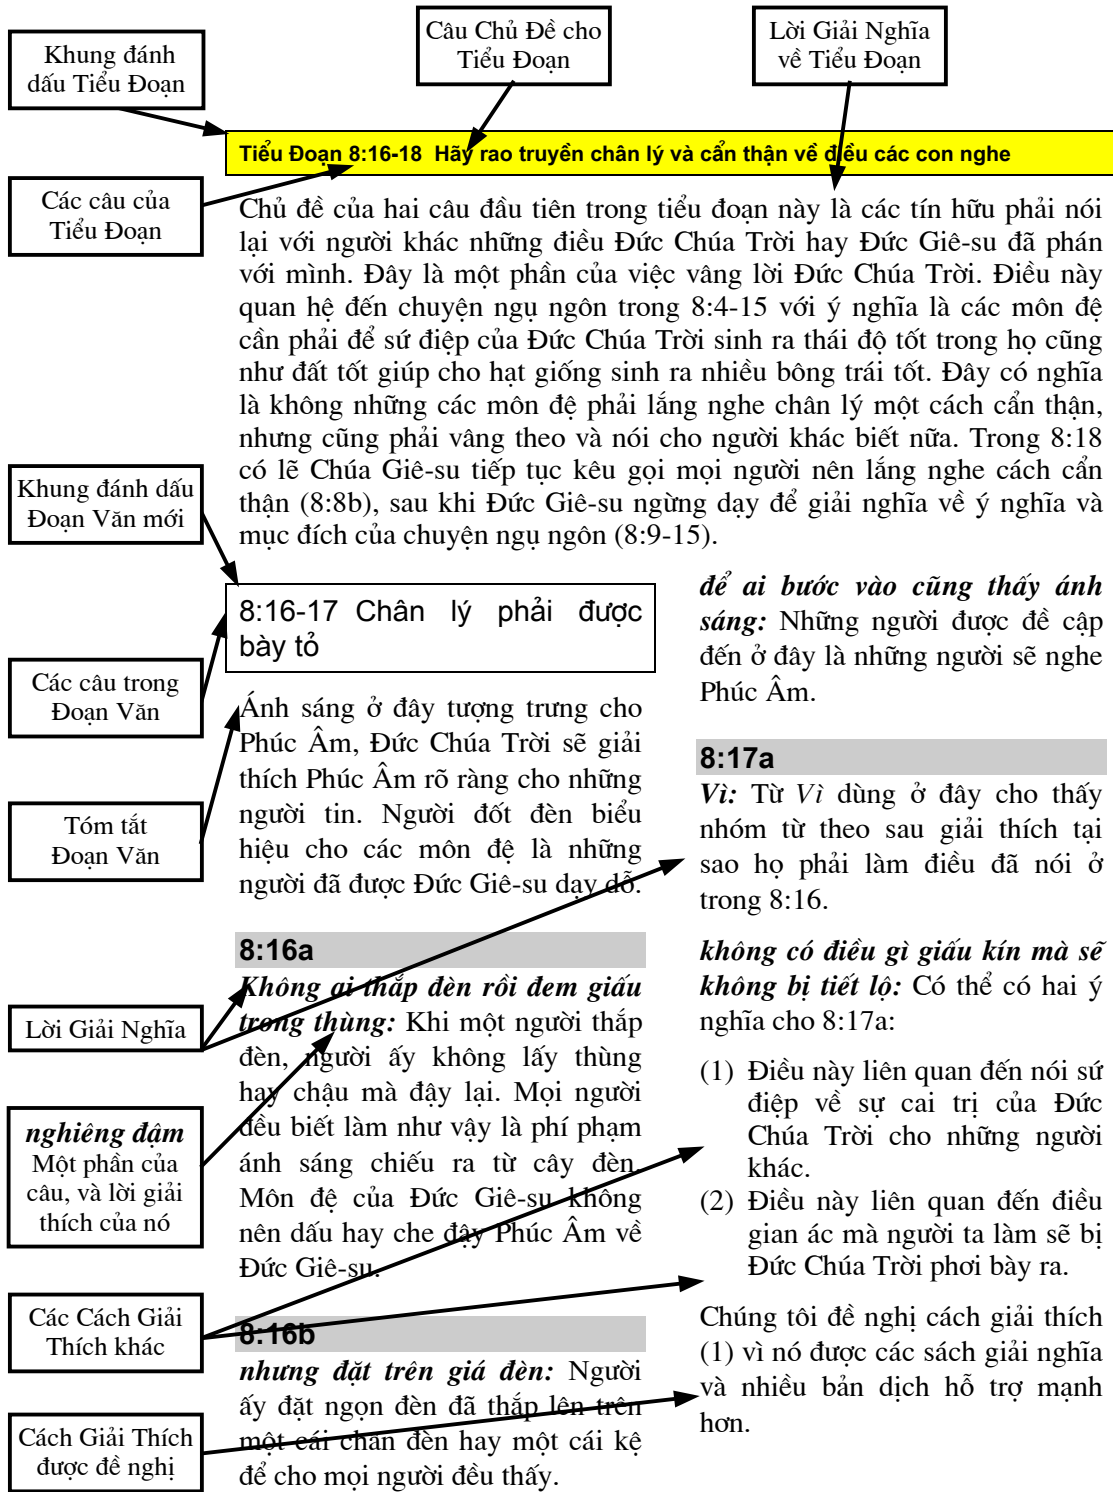 Câu Chủ Đề cho
Tiểu Đoạn
Lời Giải Nghĩa
về Tiểu Đoạn
Khung đánh
dấu Tiểu Đoạn
Tiểu Đoạn 8:16-18 Hãy rao truyền chân lý và cẩn thận về điều các con nghe
Các câu của
Tiểu Đoạn
Chủ đề của hai câu đầu tiên trong tiểu đoạn này là các tín hữu phải nói
lại với người khác những điều Đức Chúa Trời hay Đức Giê-su đã phán
với mình. Đây là một phần của việc vâng lời Đức Chúa Trời. Điều này
quan hệ đến chuyện ngụ ngôn trong 8:4-15 với ý nghĩa là các môn đệ
cần phải để sứ điệp của Đức Chúa Trời sinh ra thái độ tốt trong họ cũng
như đất tốt giúp cho hạt giống sinh ra nhiều bông trái tốt. Đây có nghĩa
là không những các môn đệ phải lắng nghe chân lý một cách cẩn thận,
nhưng cũng phải vâng theo và nói cho người khác biết nữa. Trong 8:18
có lẽ Chúa Giê-su tiếp tục kêu gọi mọi người nên lắng nghe cách cẩn
thận (8:8b), sau khi Đức Giê-su ngừng dạy để giải nghĩa về ý nghĩa và
mục đích của chuyện ngụ ngôn (8:9-15).
Khung đánh dấu
Đoạn Văn mới
8:16-17 Chân lý phải được
bày tỏ
Các câu trong
Đoạn Văn
Ánh sáng ở đây tượng trưng cho
Phúc Âm, Đức Chúa Trời sẽ giải
thích Phúc Âm rõ ràng cho những
người tin. Người đốt đèn biểu
hiệu cho các môn đệ là những
người đã được Đức Giê-su dạy dỗ.
Tóm tắt
Đoạn Văn
8:16a
Không ai thắp đèn rồi đem giấu
trong thùng: Khi một người thắp
đèn, người ấy không lấy thùng
hay chậu mà đậy lại. Mọi người
đều biết làm như vậy là phí phạm
ánh sáng chiếu ra từ cây đèn.
Môn đệ của Đức Giê-su không
nên dấu hay che đậy Phúc Âm về
Đức Giê-su.
Lời Giải Nghĩa
nghiêng đậm
Một phần của
câu, và lời giải
thích của nó
Các Cách Giải
Thích khác
8:16b
nhưng đặt trên giá đèn: Người
ấy đặt ngọn đèn đã thắp lên trên
một cái chân đèn hay một cái kệ
để cho mọi người đều thấy.
Cách Giải Thích
được đề nghị
để ai bước vào cũng thấy ánh
sáng: Những người được đề cập
đến ở đây là những người sẽ nghe
Phúc Âm.
8:17a
Vì: Từ Vì dùng ở đây cho thấy
nhóm từ theo sau giải thích tại
sao họ phải làm điều đã nói ở
trong 8:16.
không có điều gì giấu kín mà sẽ
không bị tiết lộ: Có thể có hai ý
nghĩa cho 8:17a:
(1) Điều này liên quan đến nói sứ
điệp về sự cai trị của Đức
Chúa Trời cho những người
khác.
(2) Điều này liên quan đến điều
gian ác mà người ta làm sẽ bị
Đức Chúa Trời phơi bày ra.
Chúng tôi đề nghị cách giải thích
(1) vì nó được các sách giải nghĩa
và nhiều bản dịch hỗ trợ mạnh
hơn.